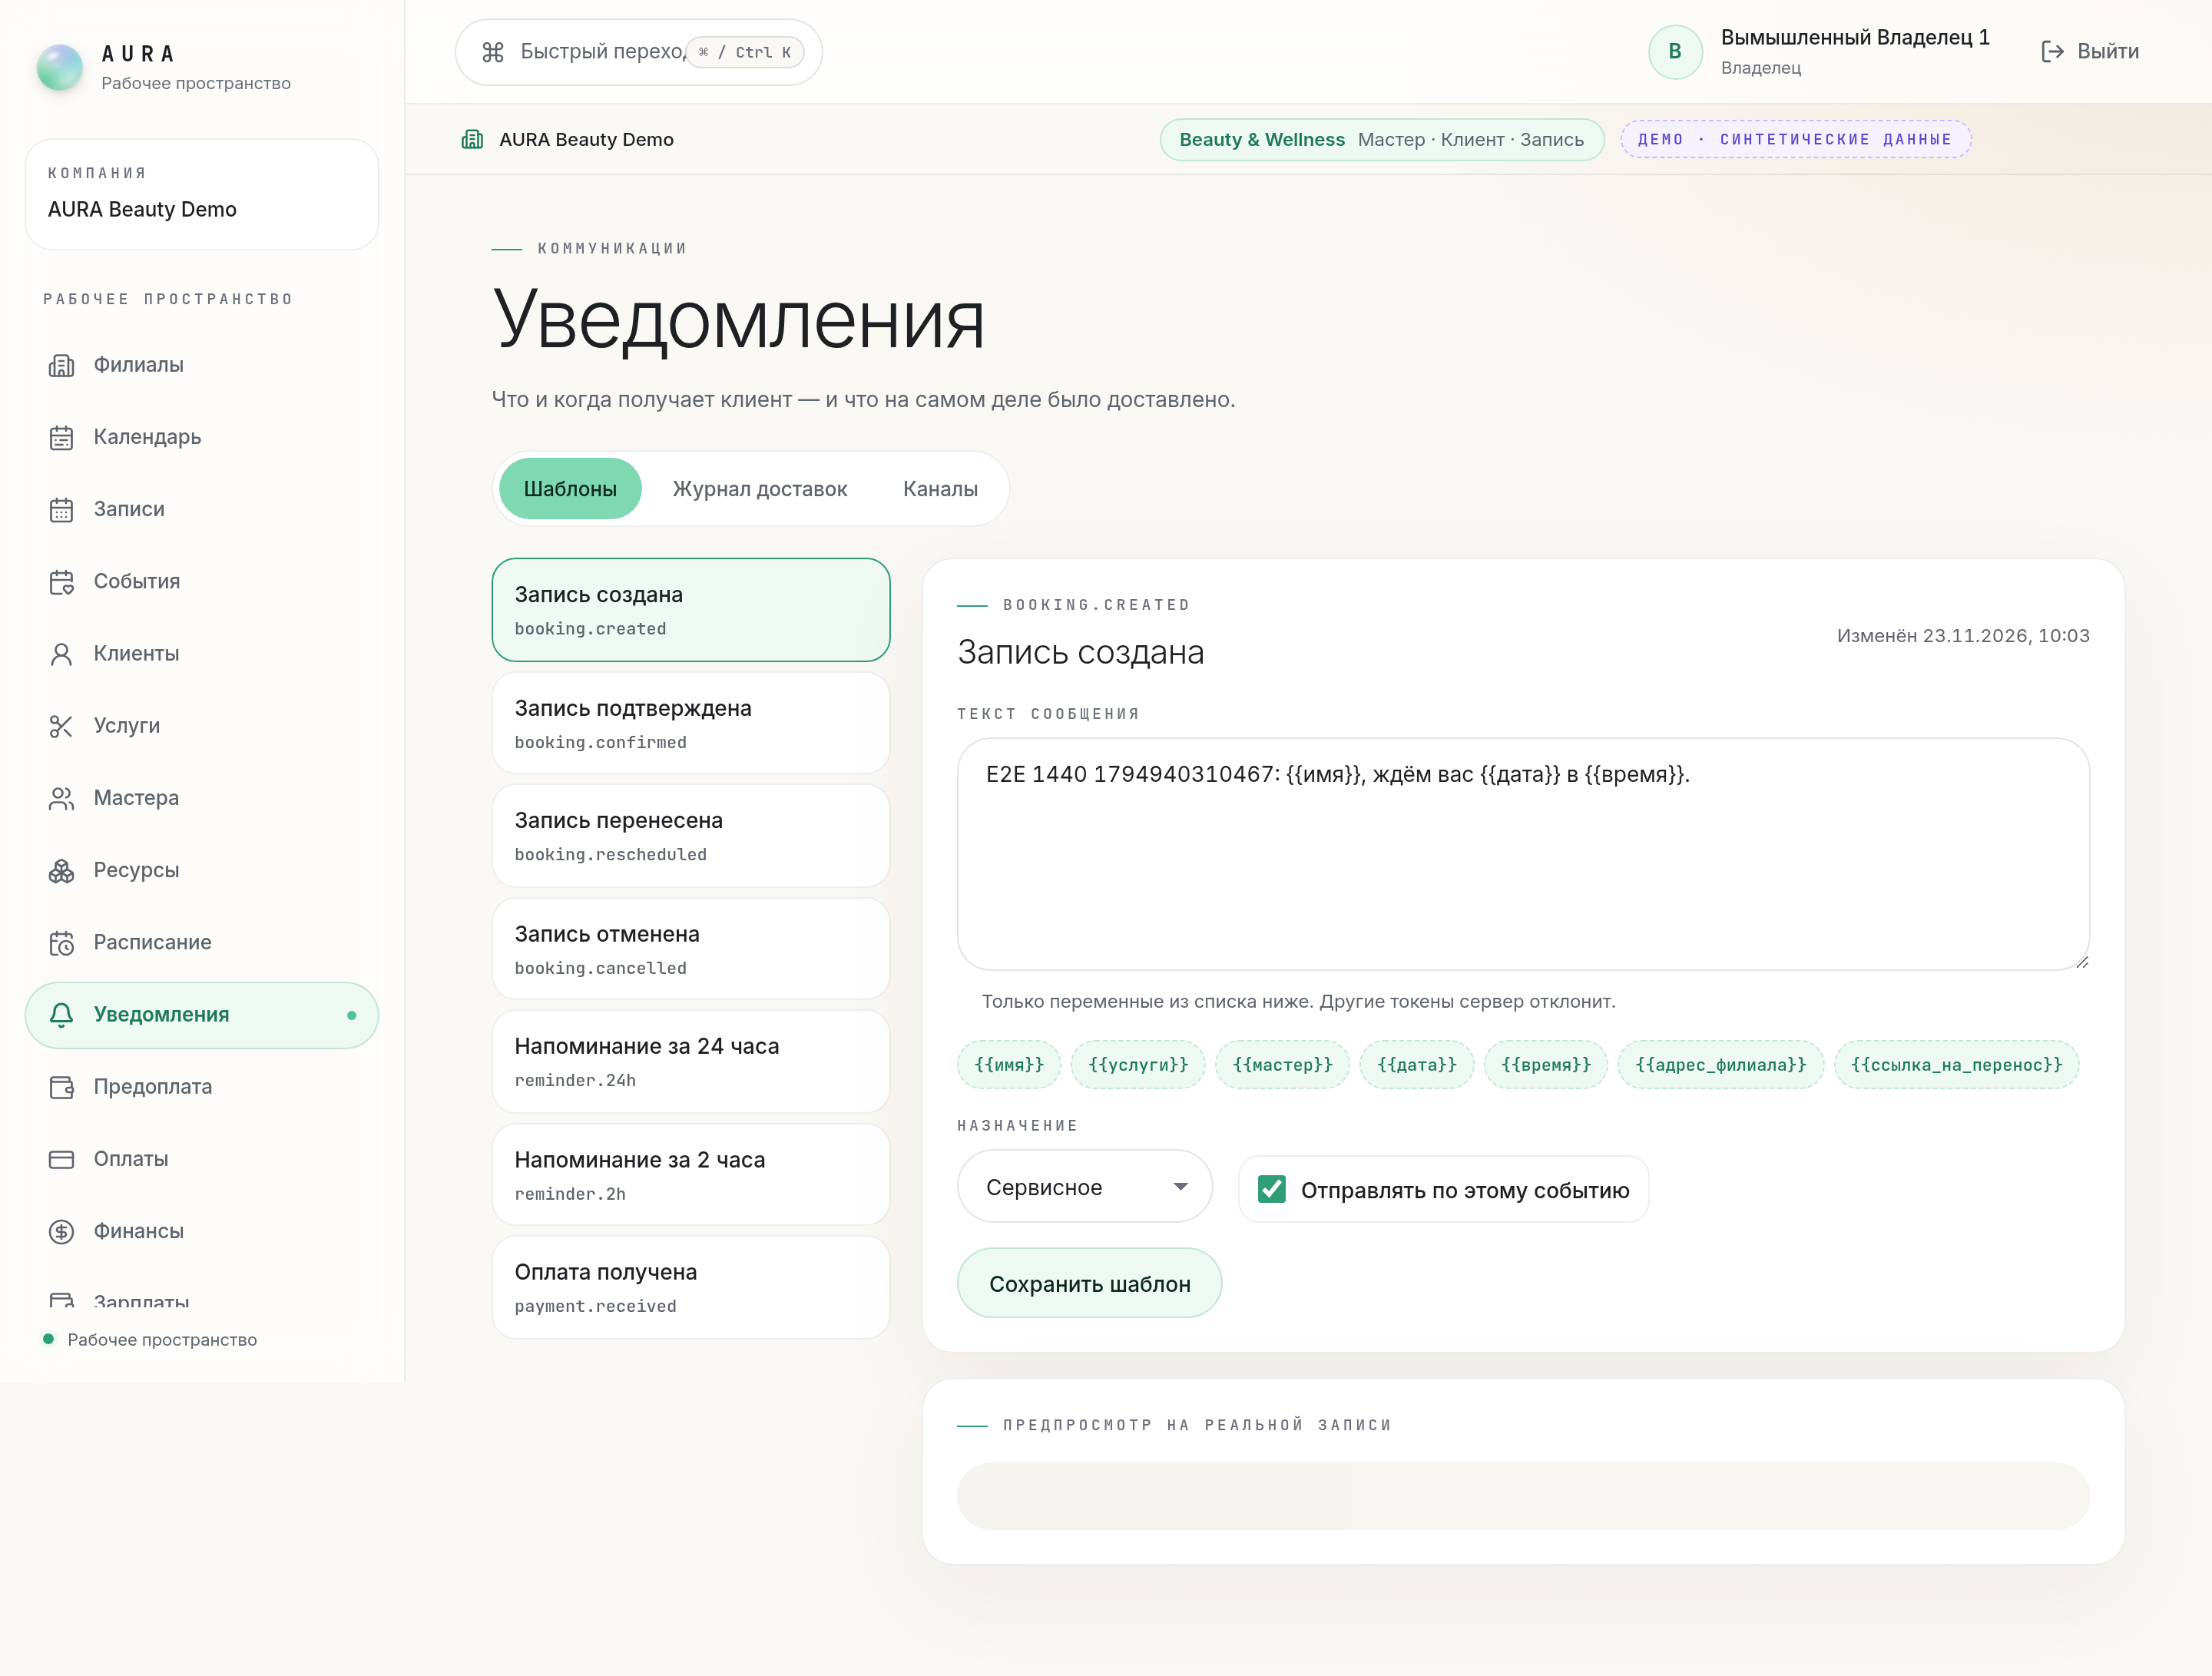 AURA
Рабочее пространство
КОМПАНИЯ
AURA Beauty Demo
РАБОЧЕЕ ПРОСТРАНСТВО
Филиалы
Календарь
Записи
События
Клиенты
Услуги
Мастера
Ресурсы
Расписание
Уведомления
Предоплата
Оплаты
Финансы
Зарплаты
Рабочее пространство
Быстрый переход
⌘ / Ctrl K
В
Вымышленный Владелец 1
Владелец
Выйти
AURA Beauty Demo
Beauty & Wellness Мастер · Клиент · Запись
ДЕМО · СИНТЕТИЧЕСКИЕ ДАННЫЕ
КОММУНИКАЦИИ
Уведомления
Что и когда получает клиент — и что на самом деле было доставлено.
Шаблоны
Журнал доставок
Каналы
Запись создана
booking.created
Запись подтверждена
booking.confirmed
Запись перенесена
booking.rescheduled
Запись отменена
booking.cancelled
Напоминание за 24 часа
reminder.24h
Напоминание за 2 часа
reminder.2h
Оплата получена
payment.received
BOOKING.CREATED
Запись создана
Изменён 23.11.2026, 10:03
ТЕКСТ СООБЩЕНИЯ
E2E 1440 1794940310467: {{имя}}, ждём вас {{дата}} в {{время}}.
Только переменные из списка ниже. Другие токены сервер отклонит.
{{имя}} {{услуги}} {{мастер}} {{дата}} {{время}} {{адрес_филиала}} {{ссылка_на_перенос}}
НАЗНАЧЕНИЕ
Сервисное
Отправлять по этому событию
Сохранить шаблон
ПРЕДПРОСМОТР НА РЕАЛЬНОЙ ЗАПИСИ